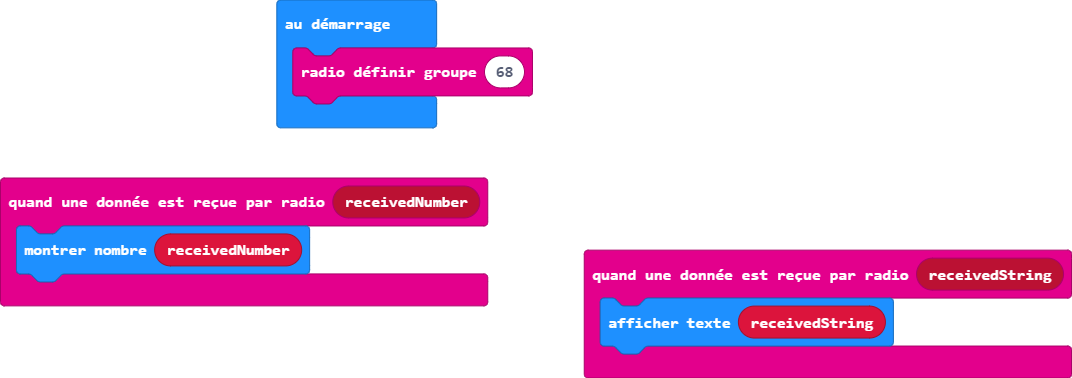 au démarrage
radio définir groupe 68
quand une donnée est reçue par radio receivedNumber
montrer nombre receivedNumber
quand une donnée est reçue par radio receivedString
afficher texte receivedString